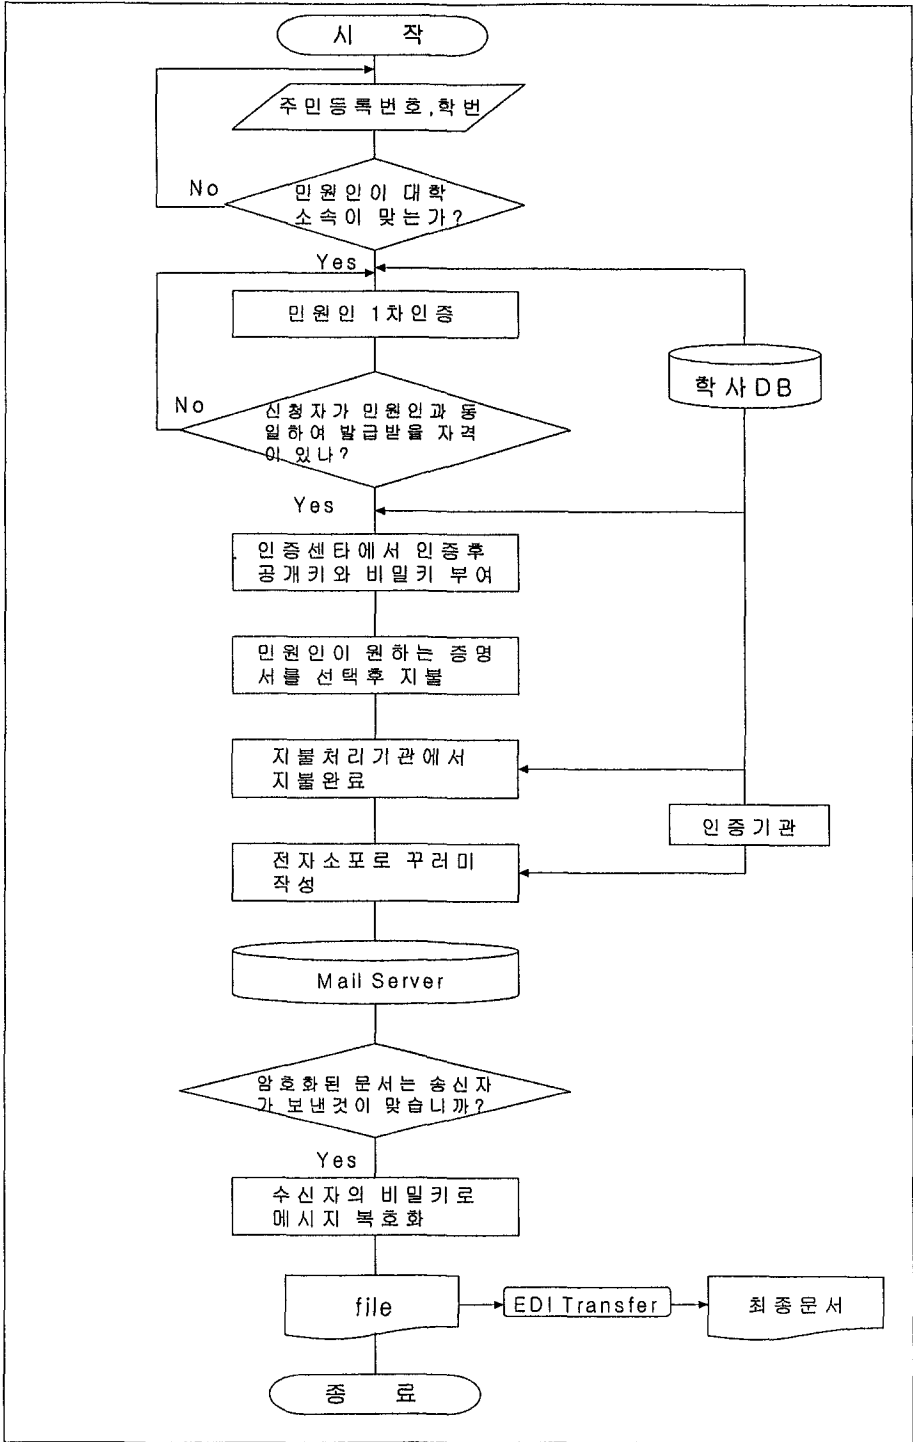 시 작
주민등록번호,학번
민원인이 대학
소속이 맞는가?
No
Yes
민원인 1차인증
학사DB
신청자가 민원인과 동
일하여 발급받을 자격
이 있나?
No
Yes
인증센타에서 인증후
공개키와 비밀키 부여
민원인이 원하는 증명
서를 선택후 지불
지불처리기관에서
지불완료
인증기관
전자소포로 꾸러미
작성
Mail Server
암호화된 문서는 송신자
가 보낸것이 맞습니까?
Yes
수신자의 비밀키로
메시지 복호화
file
EDI Transfer
최종문서
종 료